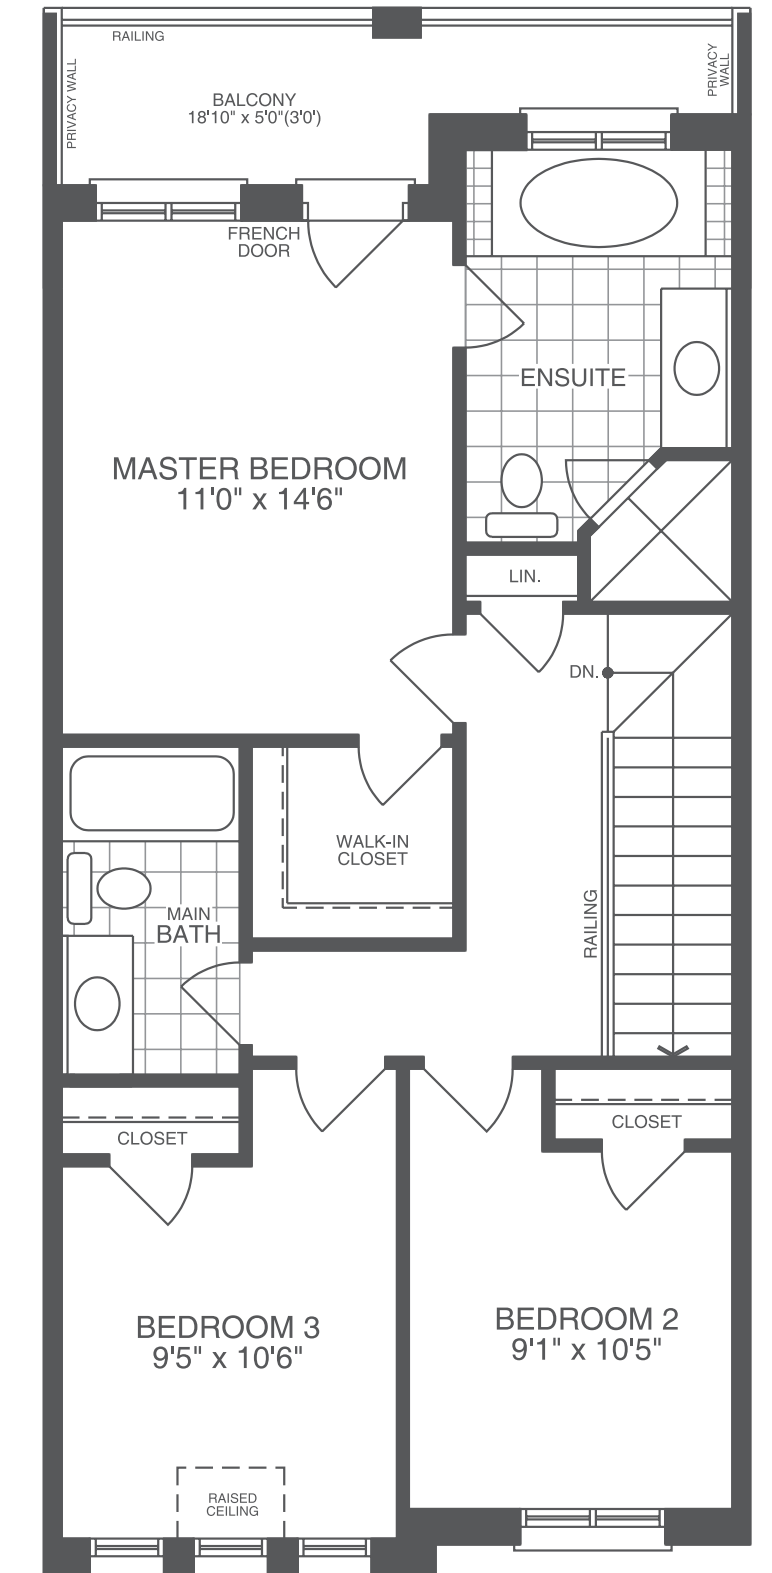 RAILING
PRIVACY WALL
PRIVACY
WALL
BALCONY
18'10" x 5'0"(3'0')
FRENCH
DOOR
ENSUITE
MASTER BEDROOM
11'0" x 14'6"
LIN.
DN.
WALK-IN
CLOSET
RAILING
MAIN
BATH
CLOSET
CLOSET
BEDROOM 3
9'5" x 10'6"
BEDROOM 2
9'1" x 10'5"
RAISED
CEILING